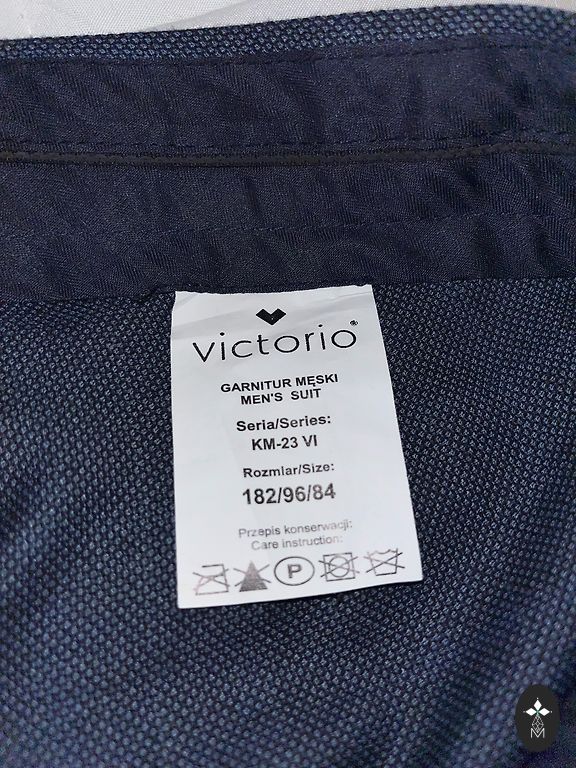 victorio®
GARNITUR MĘSKI
MEN'S SUIT
Seria/Series:
KM-23 VI
Rozmiar/Size:
182/96/84
Przepis konserwacji:
Care instruction:
P
M